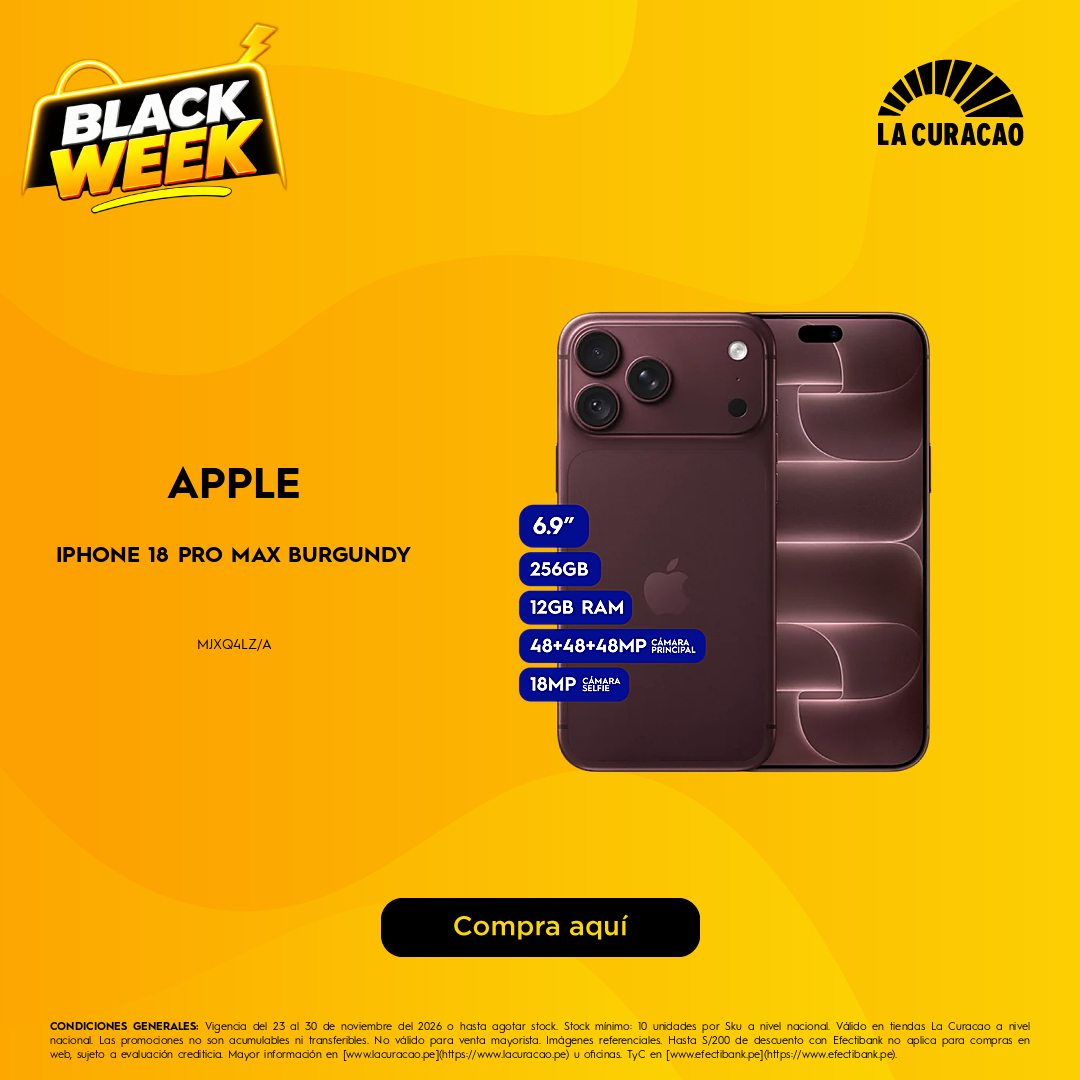 BLACK
WEEK
LA CURACAO
APPLE
IPHONE 18 PRO MAX BURGUNDY
MJXQ4LZ/A
6.9”
256GB
12GB RAM
48+48+48MP CÁMARA PRINCIPAL
18MP CÁMARA SELFIE
Compra aquí
CONDICIONES GENERALES: Vigencia del 23 al 30 de noviembre del 2026 o hasta agotar stock. Stock mínimo: 10 unidades por Sku a nivel nacional. Válido en tiendas La Curacao a nivel
nacional. Las promociones no son acumulables ni transferibles. No válido para venta mayorista. Imágenes referenciales. Hasta S/200 de descuento con Efectibank no aplica para compras en
web, sujeto a evaluación crediticia. Mayor información en [www.lacuracao.pe](https://www.lacuracao.pe) u oficinas. TyC en [www.efectibank.pe](https://www.efectibank.pe).